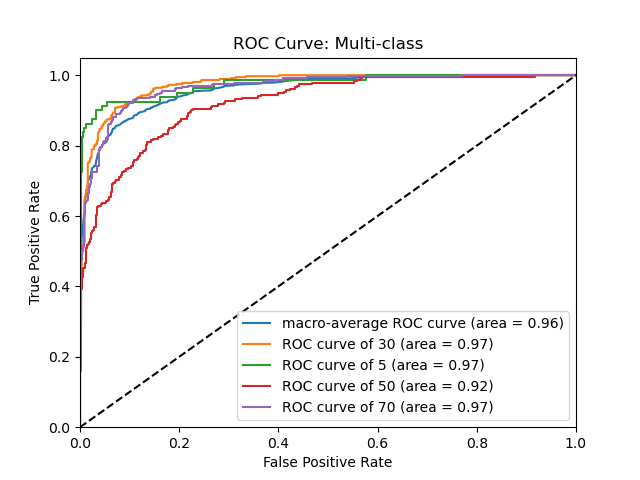 ROC Curve: Multi-class
True Positive Rate
1.0
0.8
0.6
0.4
0.2
0.0
macro-average ROC curve (area = 0.96)
ROC curve of 30 (area = 0.97)
ROC curve of 5 (area = 0.97)
ROC curve of 50 (area = 0.92)
ROC curve of 70 (area = 0.97)
0.0 0.2 0.4 0.6 0.8 1.0
False Positive Rate